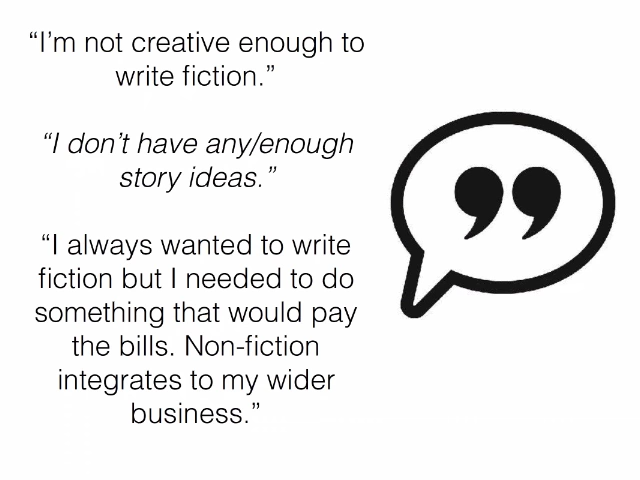 “I’m not creative enough to
write fiction.”
“I don’t have any/enough
story ideas.”
“I always wanted to write
fiction but I needed to do
something that would pay
the bills. Non-fiction
integrates to my wider
business.”